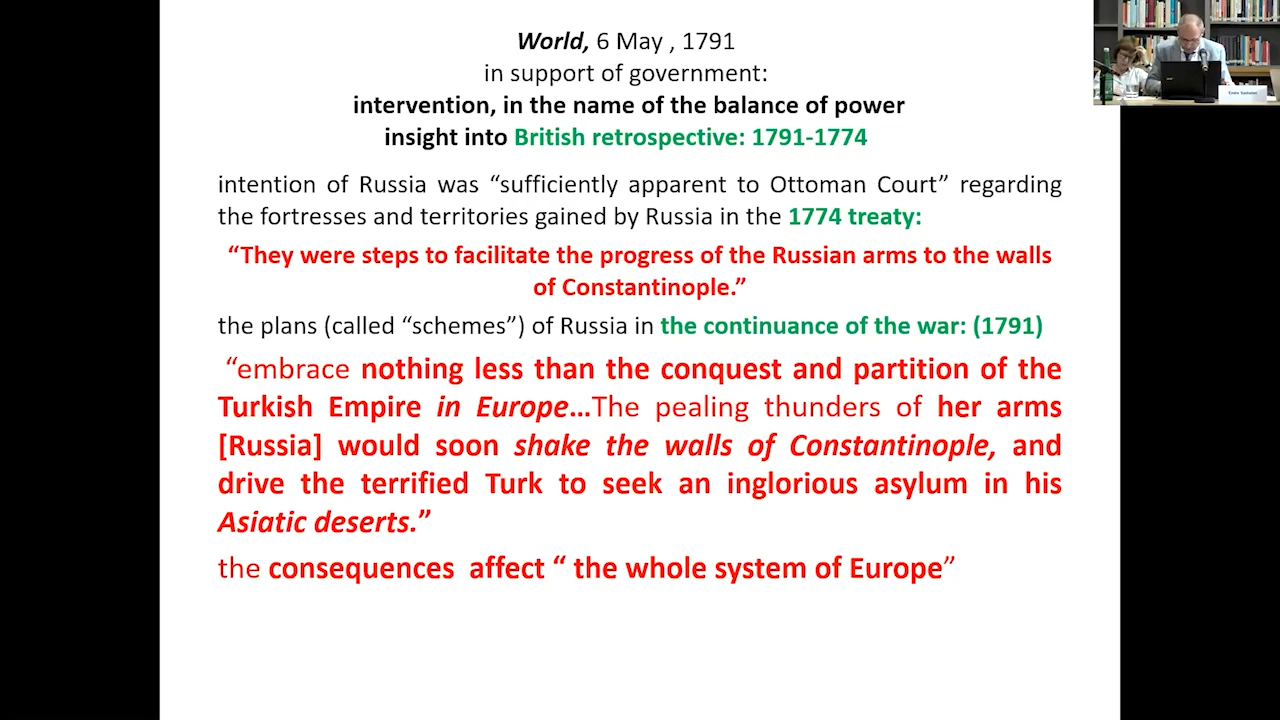 World, 6 May , 1791
in support of government:
intervention, in the name of the balance of power
insight into British retrospective: 1791-1774
intention of Russia was “sufficiently apparent to Ottoman Court” regarding
the fortresses and territories gained by Russia in the 1774 treaty:
“They were steps to facilitate the progress of the Russian arms to the walls
of Constantinople.”
the plans (called “schemes”) of Russia in the continuance of the war: (1791)
“embrace nothing less than the conquest and partition of the
Turkish Empire in Europe…The pealing thunders of her arms
[Russia] would soon shake the walls of Constantinople, and
drive the terrified Turk to seek an inglorious asylum in his
Asiatic deserts.”
the consequences  affect “ the whole system of Europe”